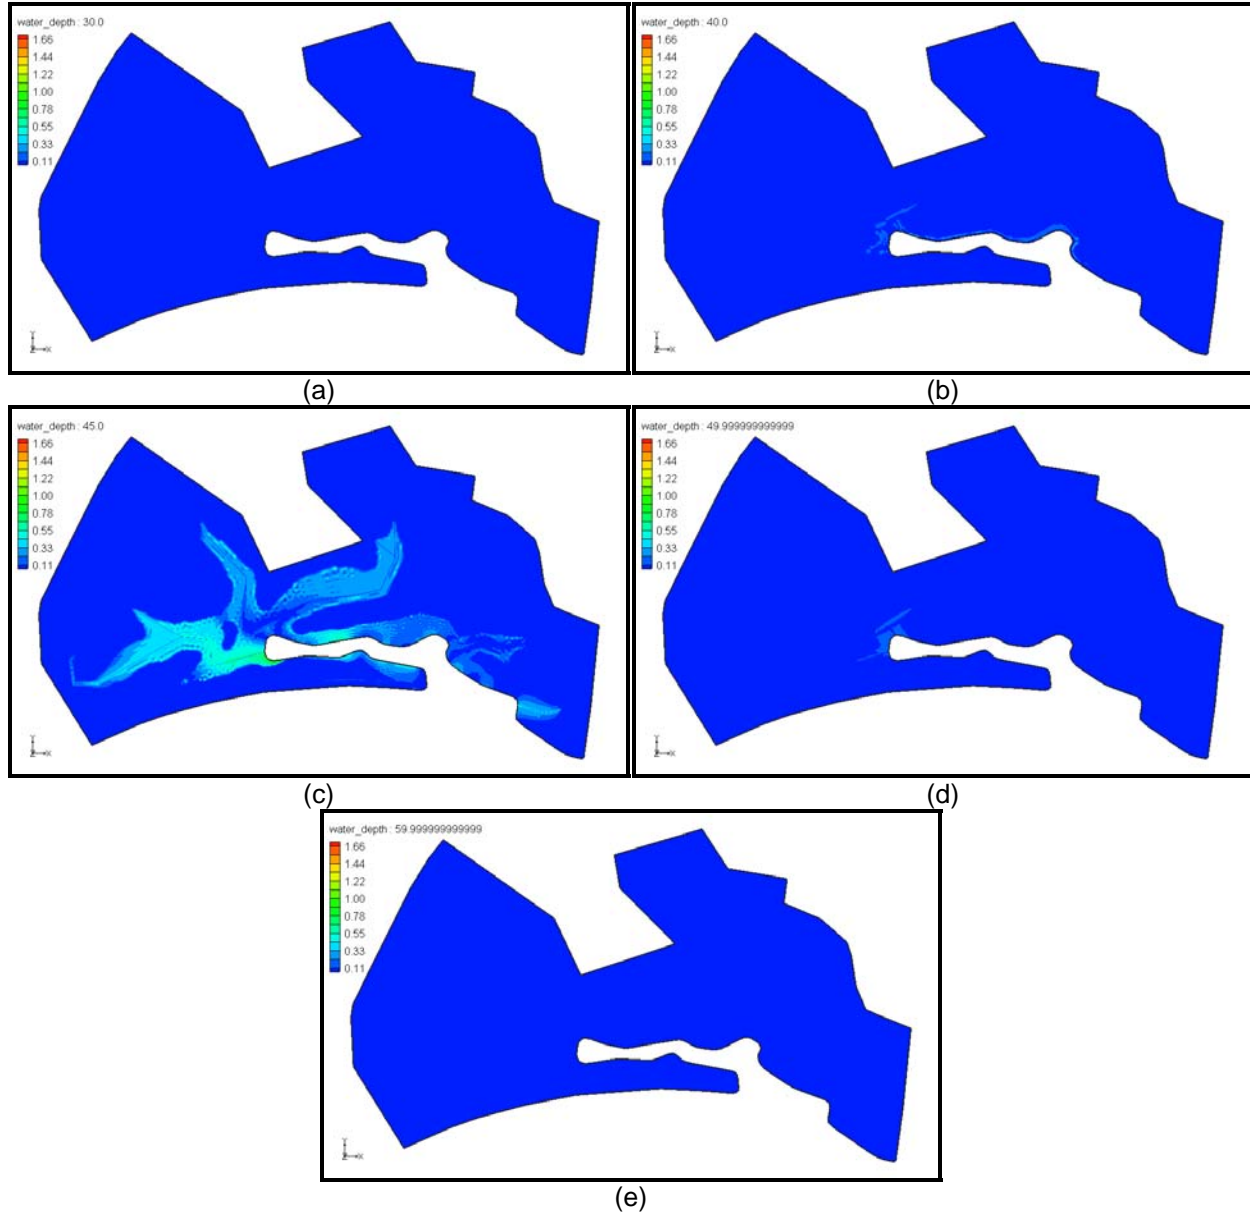 water_depth : 30.0
1.66
1.44
1.22
1.00
0.78
0.55
0.33
0.11
Y
Z X
(a)
water_depth : 40.0
1.66
1.44
1.22
1.00
0.78
0.55
0.33
0.11
Y
Z X
(b)
water_depth : 45.0
1.66
1.44
1.22
1.00
0.78
0.55
0.33
0.11
Y
Z X
(c)
water_depth : 49.999999999999
1.66
1.44
1.22
1.00
0.78
0.55
0.33
0.11
Y
Z X
(d)
water_depth : 59.999999999999
1.66
1.44
1.22
1.00
0.78
0.55
0.33
0.11
Y
Z X
(e)